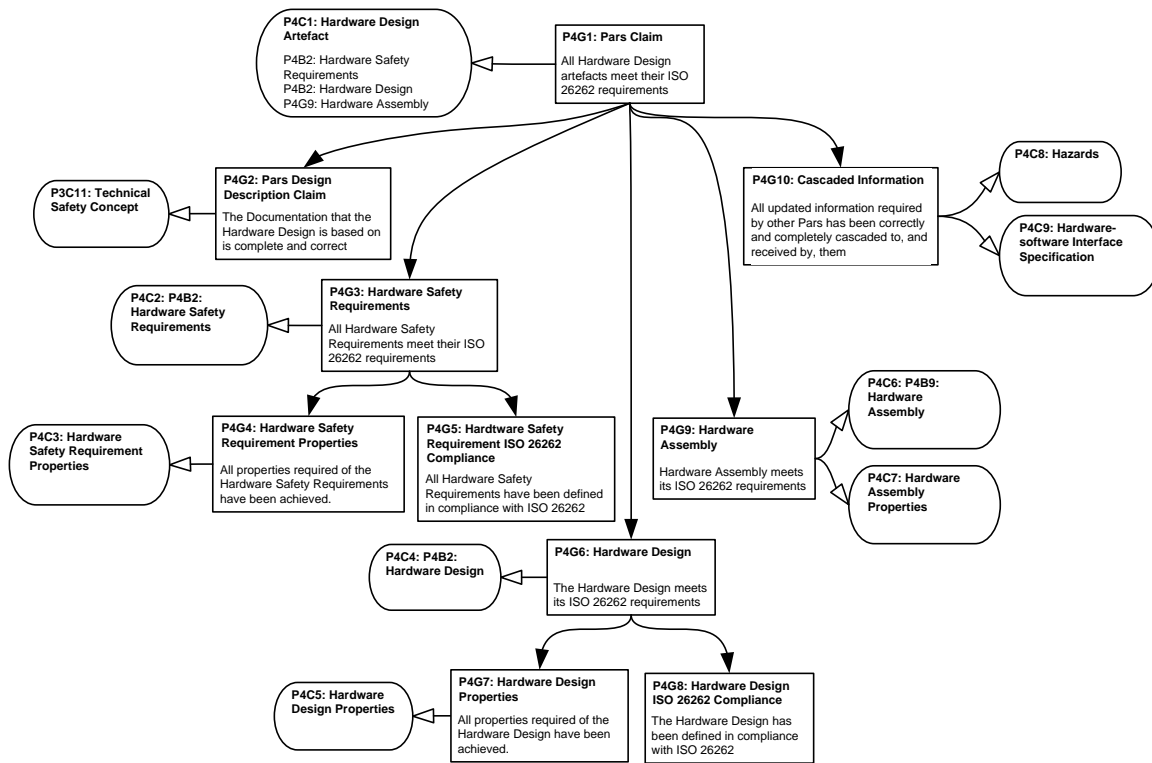 P4C1: Hardware Design
Artefact
P4B2: Hardware Safety
Requirements
P4B2: Hardware Design
P4G9: Hardware Assembly
P4G1: Pars Claim
All Hardware Design
artefacts meet their ISO
26262 requirements
P3C11: Technical
Safety Concept
P4G2: Pars Design
Description Claim
The Documentation that the
Hardware Design is based on
is complete and correct
P4G10: Cascaded Information
All updated information required
by other Pars has been correctly
and completely cascaded to, and
received by, them
P4C8: Hazards
P4C9: Hardware-
software Interface
Specification
P4C2: P4B2:
Hardware Safety
Requirements
P4G3: Hardware Safety
Requirements
All Hardware Safety
Requirements meet their ISO
26262 requirements
P4C3: Hardware
Safety Requirement
Properties
P4G4: Hardware Safety
Requirement Properties
All properties required of the
Hardware Safety Requirements
have been achieved.
P4G5: Hardtware Safety
Requirement ISO 26262
Compliance
All Hardware Safety
Requirements have been defined
in compliance with ISO 26262
P4G9: Hardware
Assembly
Hardware Assembly meets
its ISO 26262 requirements
P4C6: P4B9:
Hardware
Assembly
P4C7: Hardware
Assembly
Properties
P4C4: P4B2:
Hardware Design
P4G6: Hardware Design
The Hardware Design meets
its ISO 26262 requirements
P4C5: Hardware
Design Properties
P4G7: Hardware Design
Properties
All properties required of the
Hardware Design have been
achieved.
P4G8: Hardware Design
ISO 26262 Compliance
The Hardware Design has
been defined in compliance
with ISO 26262